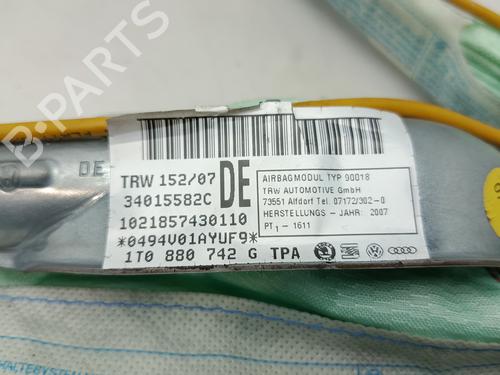 B-PARTS
DE
TRW 152/07
34015582C
1021857430110
*0494V01AYUF9*
1T0 880 742 G TPA
DE
AIRBAGMODUL TYP 90018
TRW AUTOMOTIVE GmbH
73551 Alfdorf Tel. 07172/302-0
HERSTELLUNGS - JAHR: 2007
PT1 - 1611